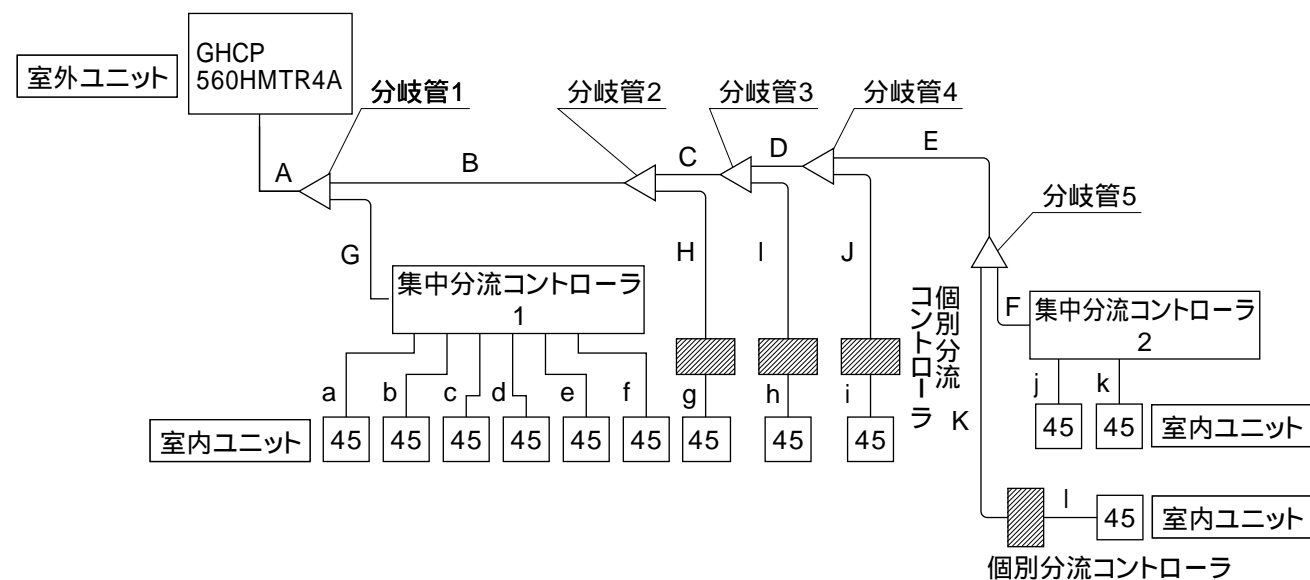 GHCP
560HMTR4A
室外ユニット
分岐管1
分岐管2
分岐管3
分岐管4
A
B
C
D
E
分岐管5
G
H
I
J
F
集中分流コントローラ
1
個別分流
コントローラ
K
集中分流コントローラ
2
a
b
c
d
e
f
g
h
i
j
k
室内ユニット
45
45
45
45
45
45
45
45
45
45
45
室内ユニット
l
45
室内ユニット
個別分流コントローラ